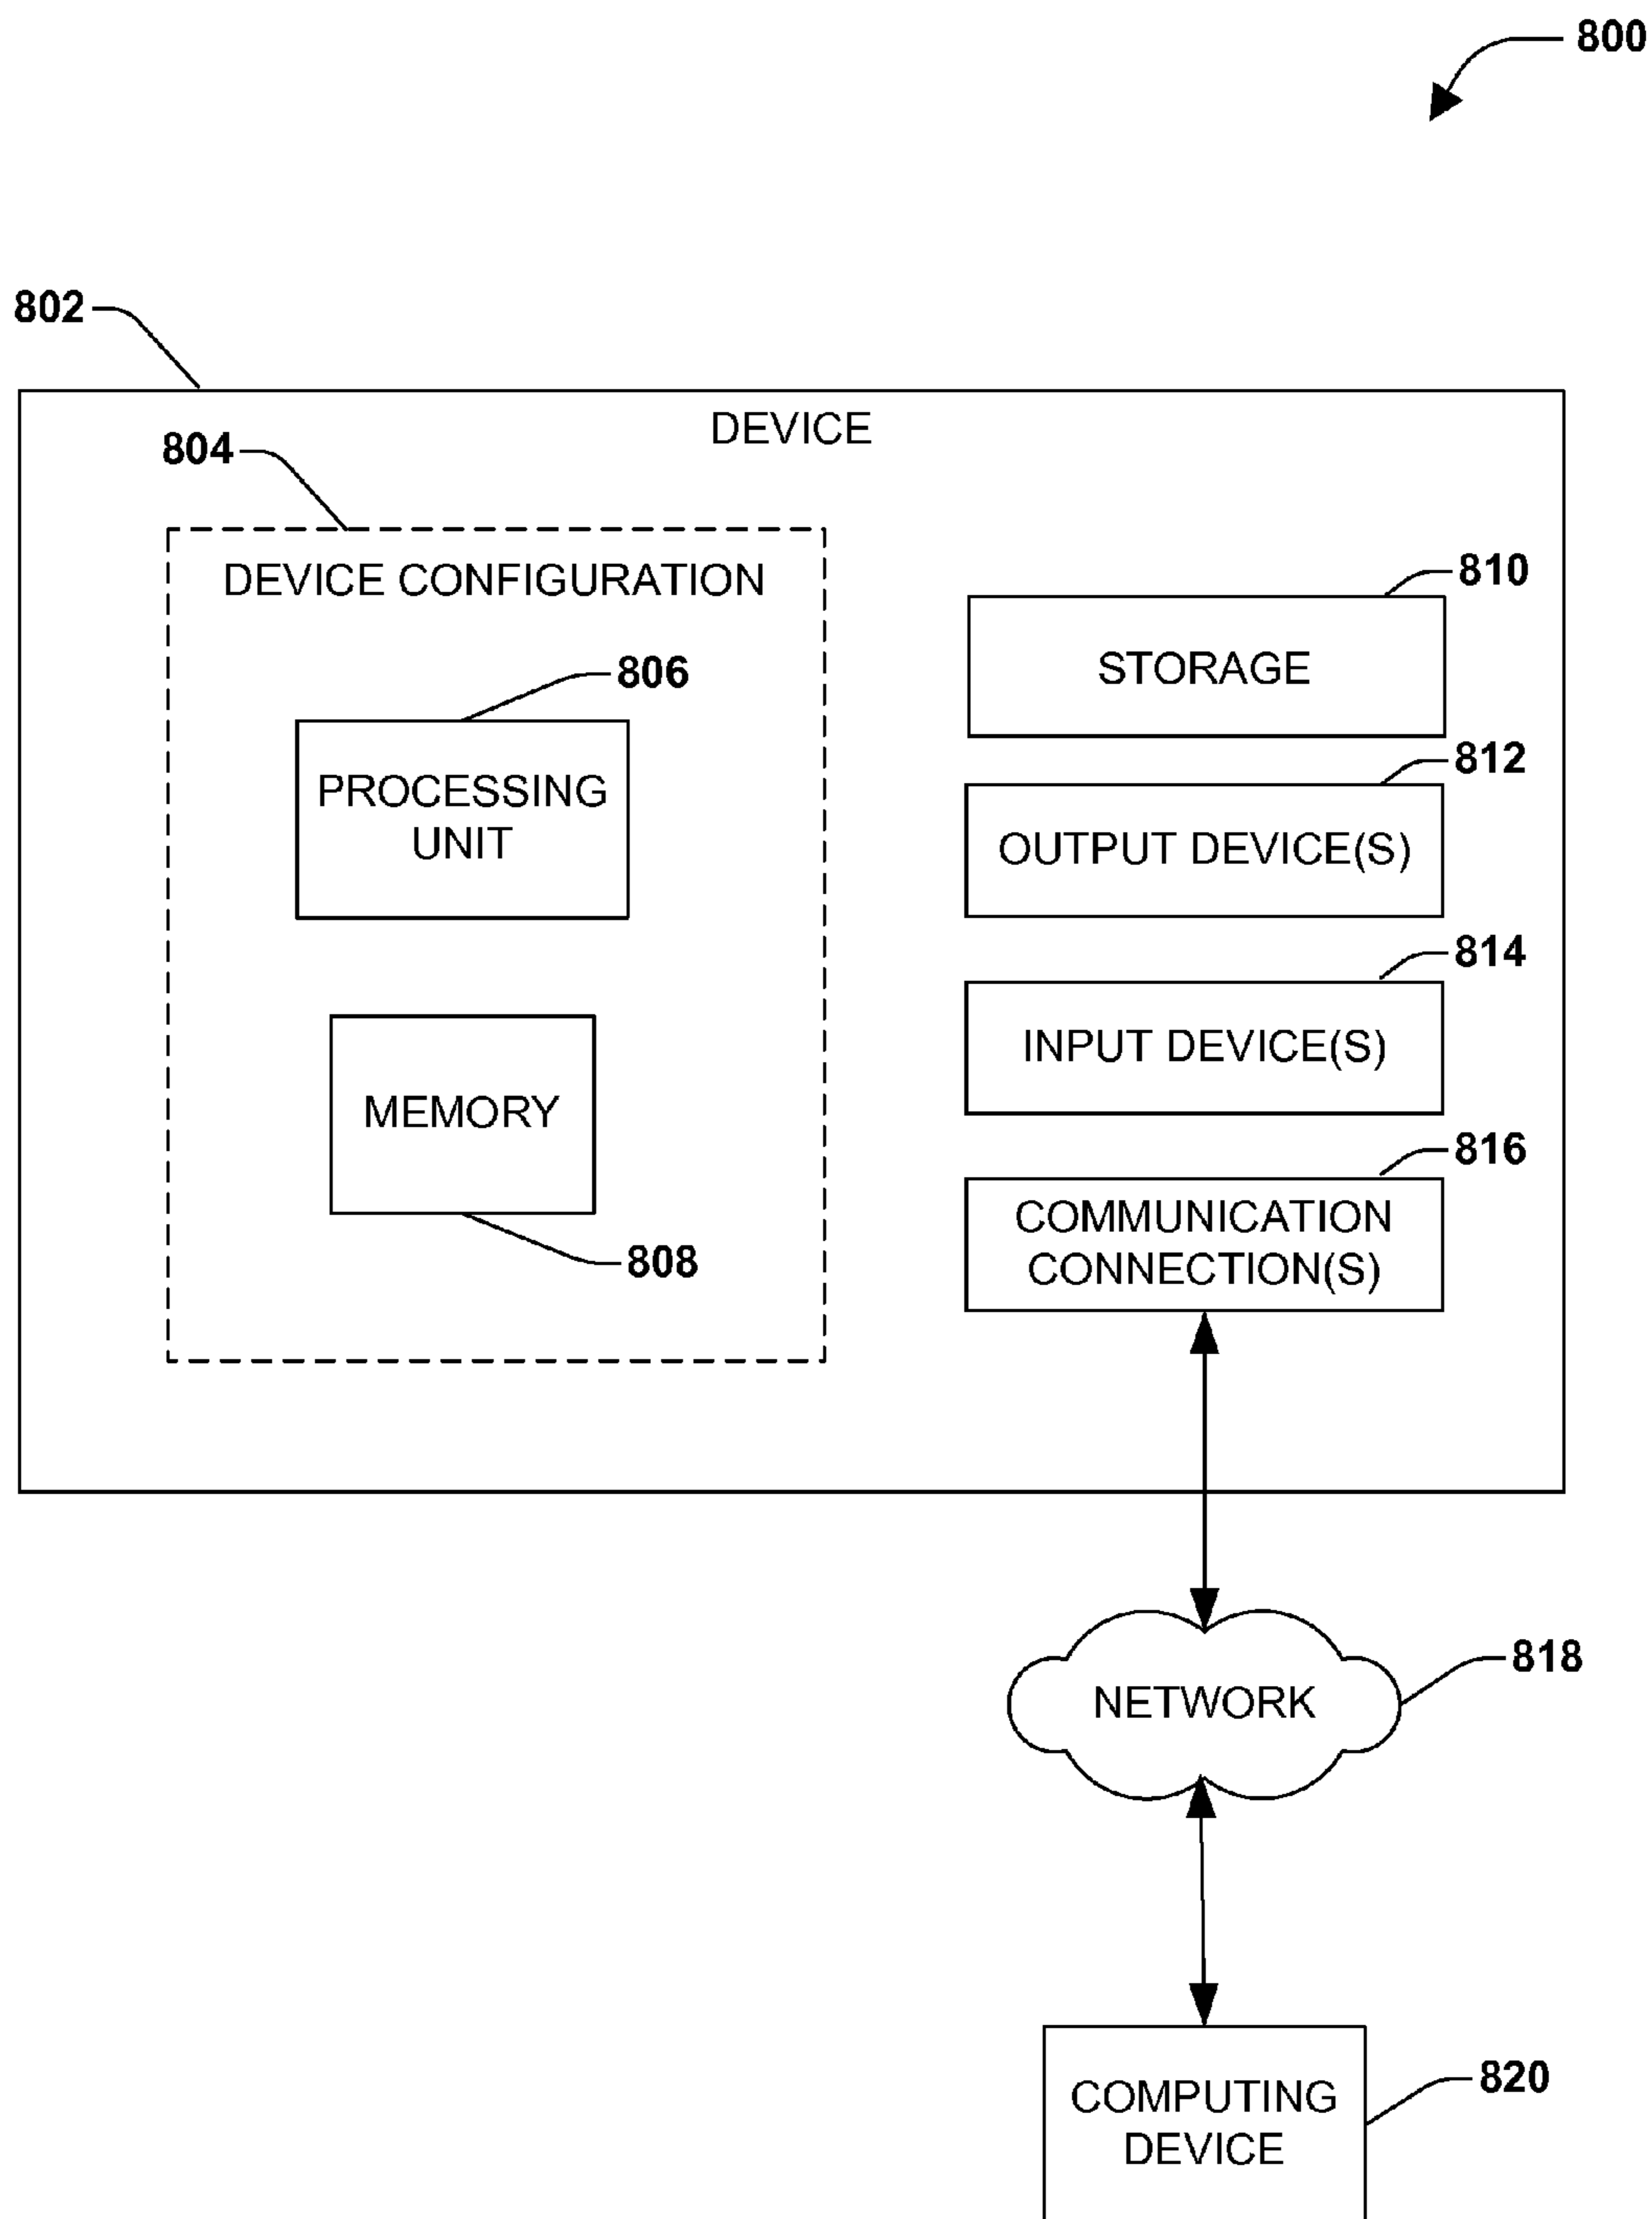 800
802
DEVICE
804
DEVICE CONFIGURATION
810
STORAGE
806
PROCESSING
UNIT
812
OUTPUT DEVICE(S)
814
INPUT DEVICE(S)
MEMORY
808
816
COMMUNICATION
CONNECTION(S)
818
NETWORK
820
COMPUTING
DEVICE